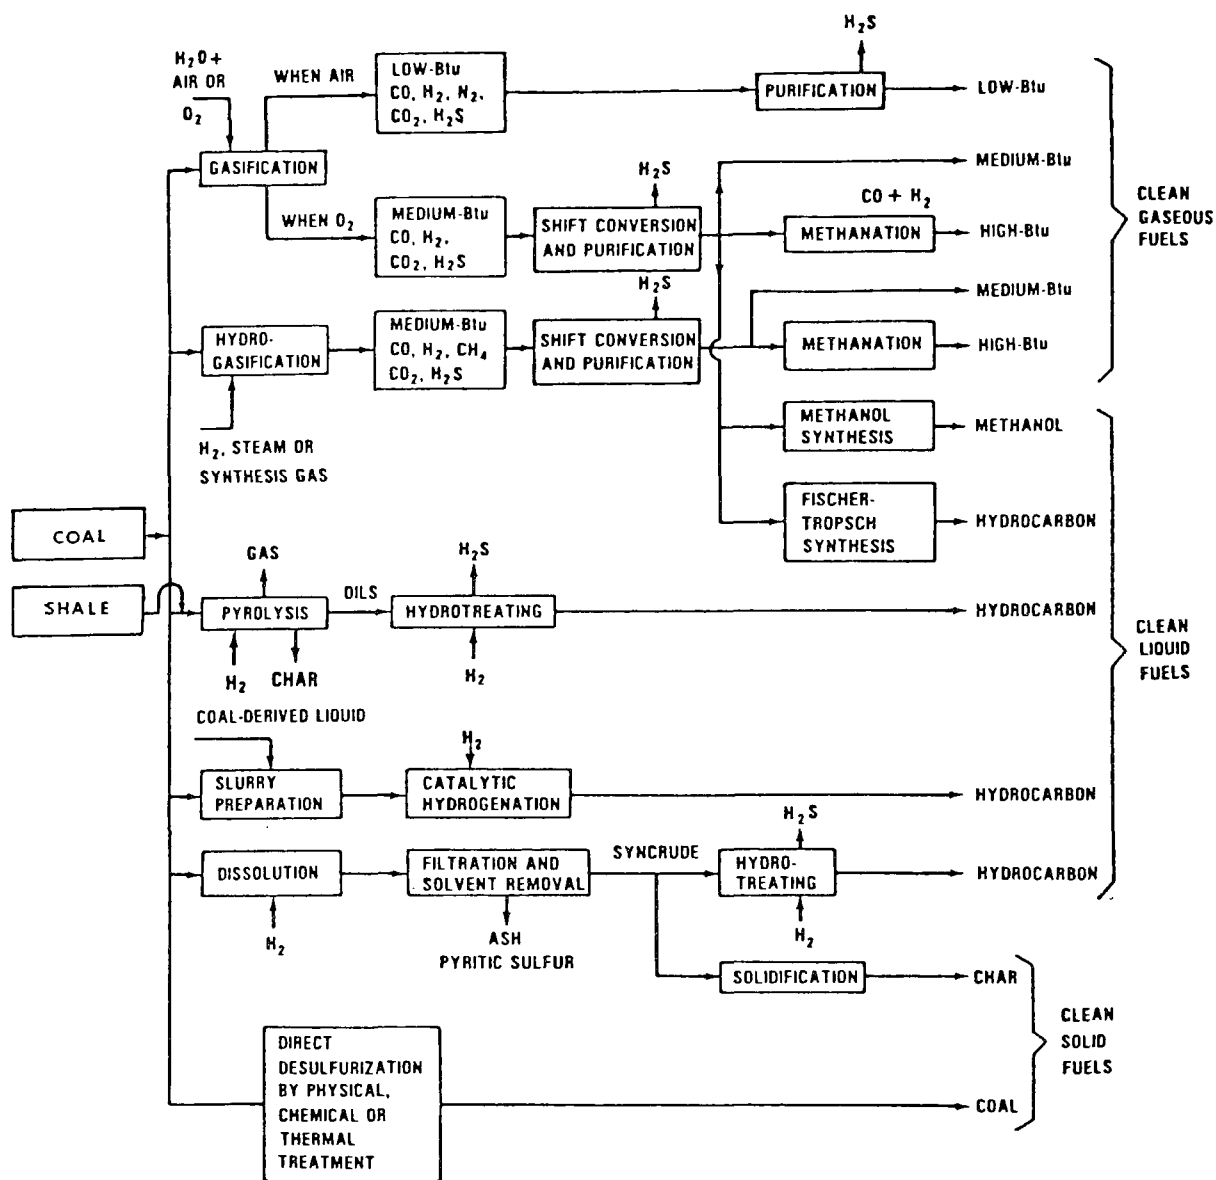 H₂O+
AIR OR
O₂
WHEN AIR
LOW-Btu
CO, H₂, N₂,
CO₂, H₂S
H₂S
PURIFICATION
LOW-Btu
GASIFICATION
WHEN O₂
MEDIUM-Btu
CO, H₂,
CO₂, H₂S
H₂S
SHIFT CONVERSION
AND PURIFICATION
MEDIUM-Btu
CO + H₂
METHANATION
HIGH-Btu
CLEAN
GASEOUS
FUELS
HYDRO-
GASIFICATION
MEDIUM-Btu
CO, H₂, CH₄
CO₂, H₂S
H₂S
SHIFT CONVERSION
AND PURIFICATION
MEDIUM-Btu
METHANATION
HIGH-Btu
H₂, STEAM OR
SYNTHESIS GAS
METHANOL
SYNTHESIS
METHANOL
FISCHER-
TROPSCH
SYNTHESIS
HYDROCARBON
COAL
SHALE
GAS
PYROLYSIS
H₂
CHAR
OILS
H₂S
HYDROTREATING
H₂
HYDROCARBON
CLEAN
LIQUID
FUELS
COAL-DERIVED LIQUID
SLURRY
PREPARATION
H₂
CATALYTIC
HYDROGENATION
HYDROCARBON
DISSOLUTION
H₂
FILTRATION AND
SOLVENT REMOVAL
ASH
PYRITIC SULFUR
SYNCRUDE
H₂S
HYDRO-
TREATING
H₂
HYDROCARBON
SOLIDIFICATION
CHAR
CLEAN
SOLID
FUELS
DIRECT
DESULFURIZATION
BY PHYSICAL,
CHEMICAL OR
THERMAL
TREATMENT
COAL